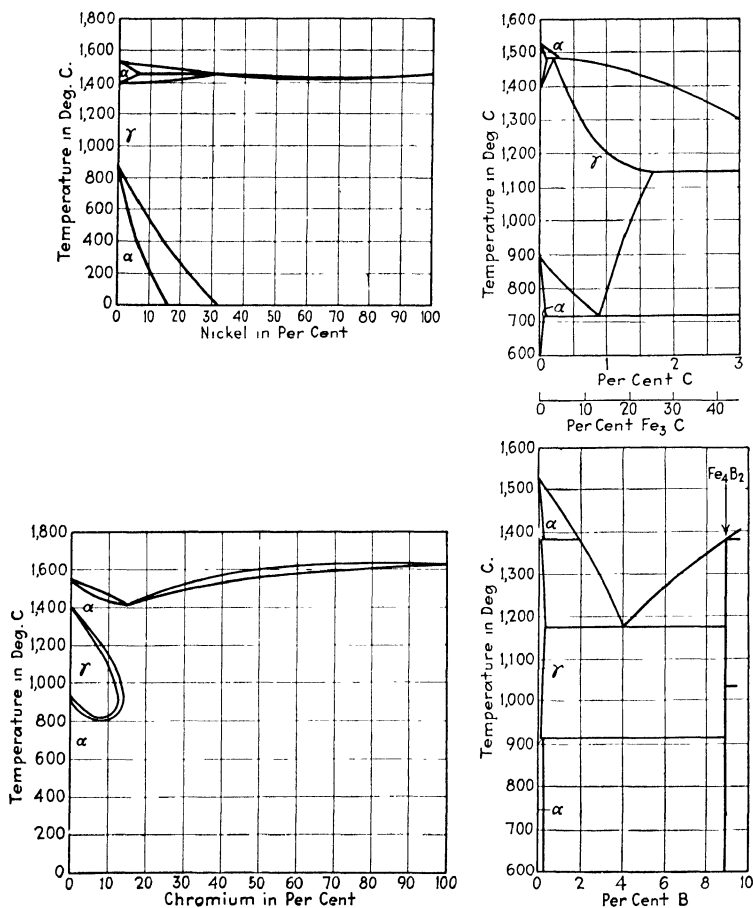 1,800
1,600
1,400
1,200
1,000
800
600
400
200
0
Temperature in Deg. C.
α
γ
α
0 10 20 30 40 50 60 70 80 90 100
Nickel in Per Cent
1,600
1,500
1,400
1,300
1,200
1,100
1,000
900
800
700
600
Temperature in Deg C
α
γ
α
0 1 2 3
Per Cent C
0 10 20 30 40
Per Cent Fe3 C
1,800
1,600
1,400
1,200
1,000
800
600
400
200
0
Temperature in Deg. C
α
γ
α
0 10 20 30 40 50 60 70 80 90 100
Chromium in Per Cent
1,600
1,500
1,400
1,300
1,200
1,100
1,000
900
800
700
600
Temperature in Deg C.
Fe4B2
α
γ
α
0 2 4 6 8 10
Per Cent B